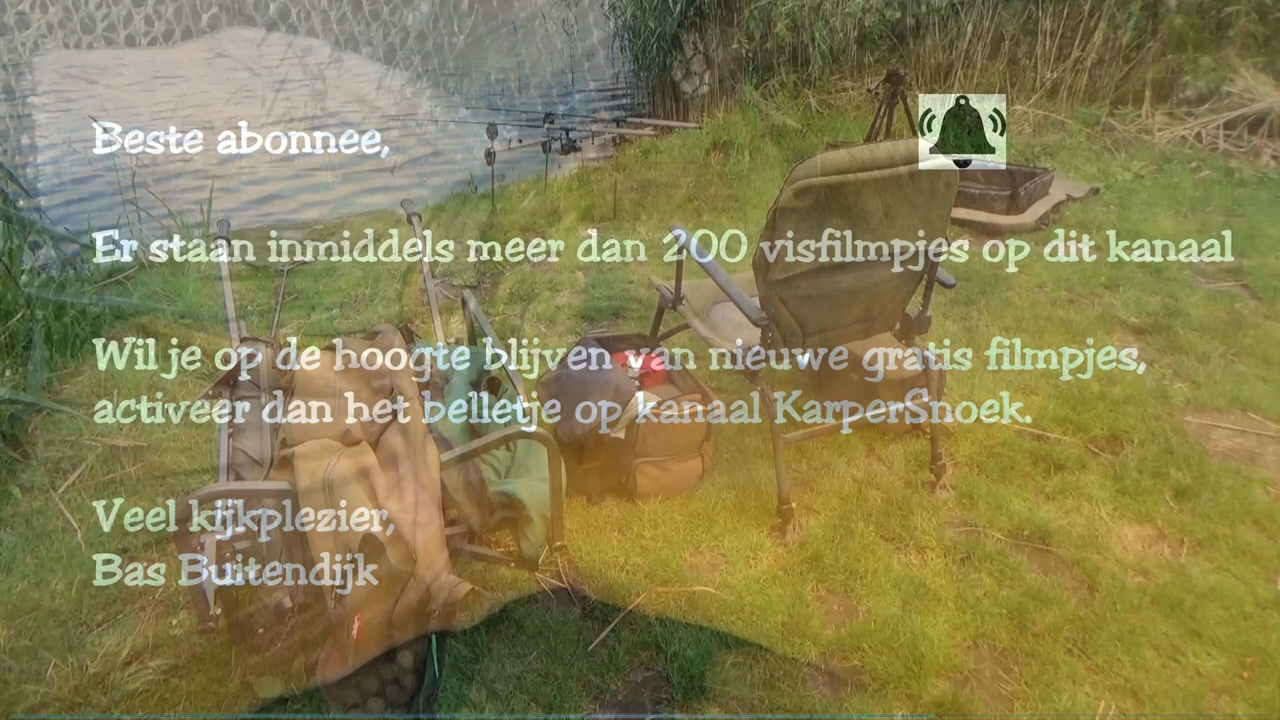 Beste abonnee,
Er staan inmiddels meer dan 200 visfilmpjes op dit kanaal
Wil je op de hoogte blijven van nieuwe gratis filmpjes,
activeer dan het belletje op kanaal KarperSnoek.
Veel kijkplezier,
Bas Buitendijk